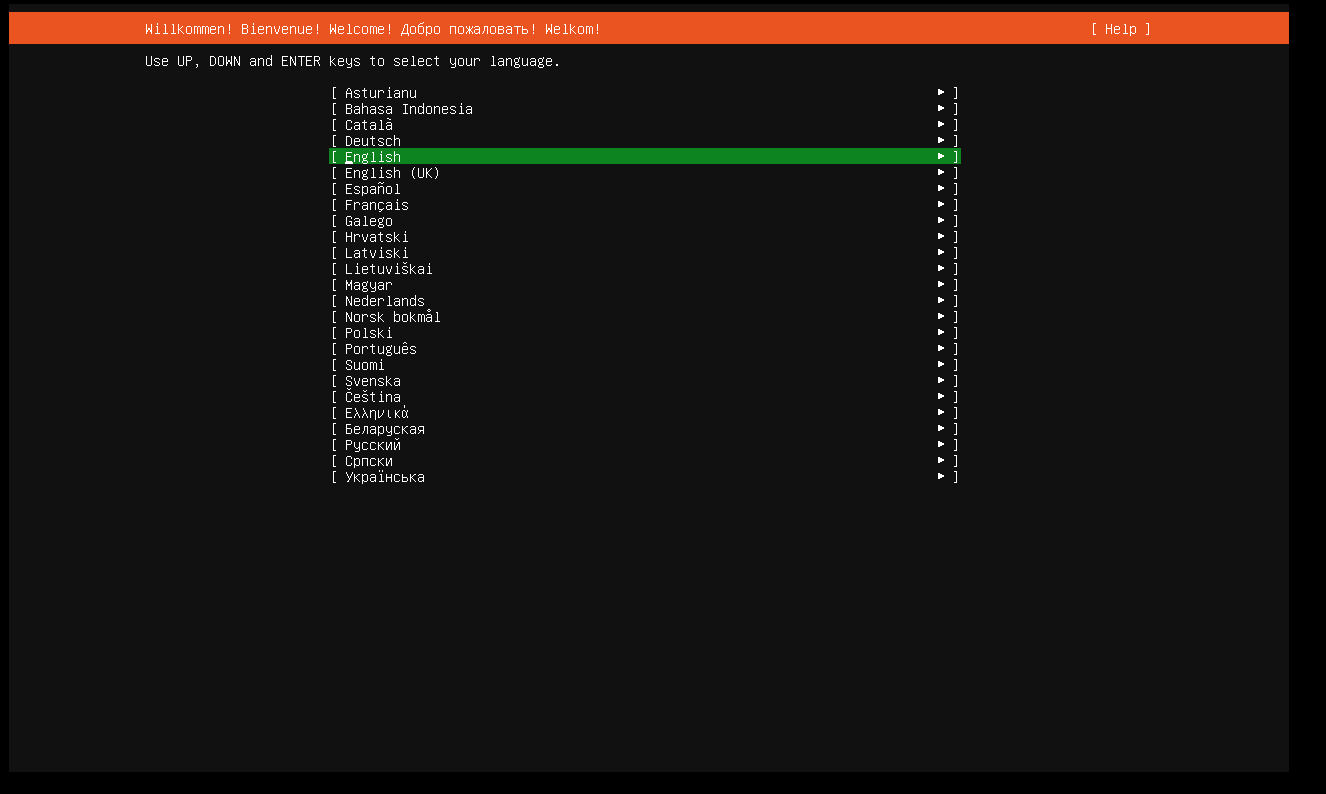 Willkommen! Bienvenue! Welcome! Добро пожаловать! Welkom! [ Help ]
Use UP, DOWN and ENTER keys to select your language.
[ Asturianu ► ]
[ Bahasa Indonesia ► ]
[ Català ► ]
[ Deutsch ► ]
[ English ► ]
[ English (UK) ► ]
[ Español ► ]
[ Français ► ]
[ Galego ► ]
[ Hrvatski ► ]
[ Latviski ► ]
[ Lietuviškai ► ]
[ Magyar ► ]
[ Nederlands ► ]
[ Norsk bokmål ► ]
[ Polski ► ]
[ Português ► ]
[ Suomi ► ]
[ Svenska ► ]
[ Čeština ► ]
[ Ελληνικά ► ]
[ Беларуская ► ]
[ Русский ► ]
[ Српски ► ]
[ Українська ► ]